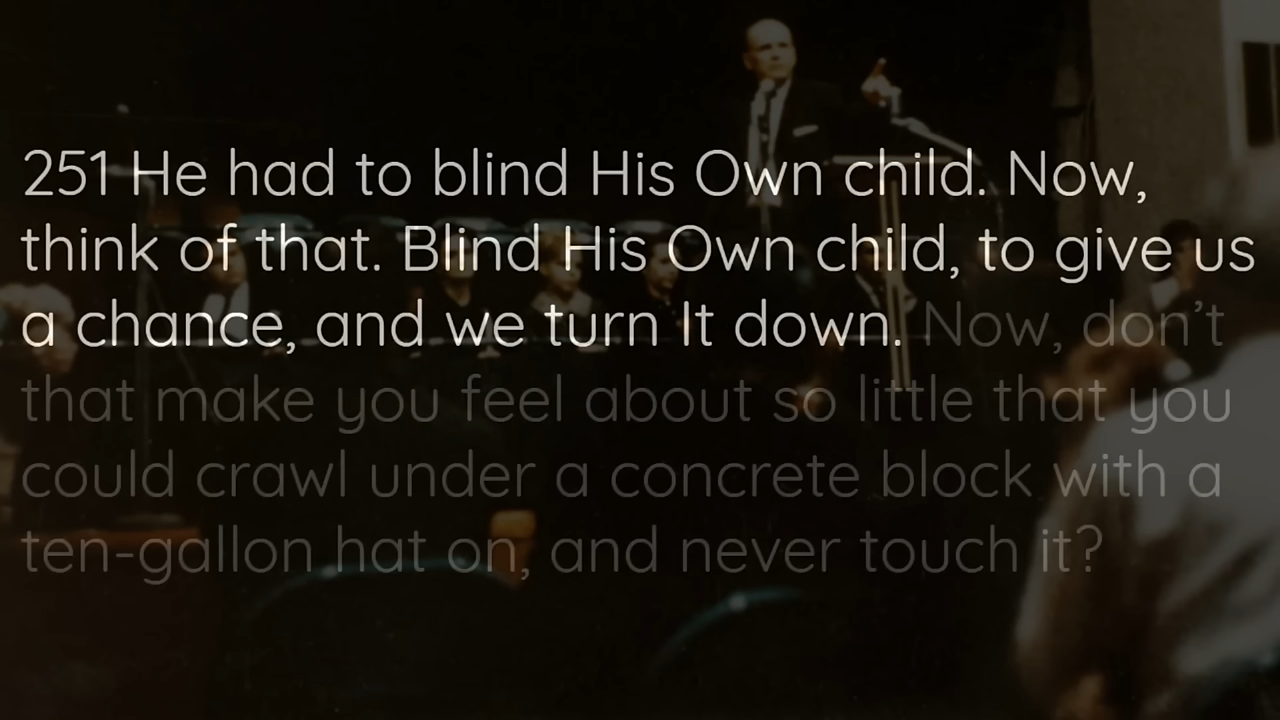 251 He had to blind His Own child. Now,
think of that. Blind His Own child, to give us
a chance, and we turn It down. Now, don’t
that make you feel about so little that you
could crawl under a concrete block with a
ten-gallon hat on, and never touch it?